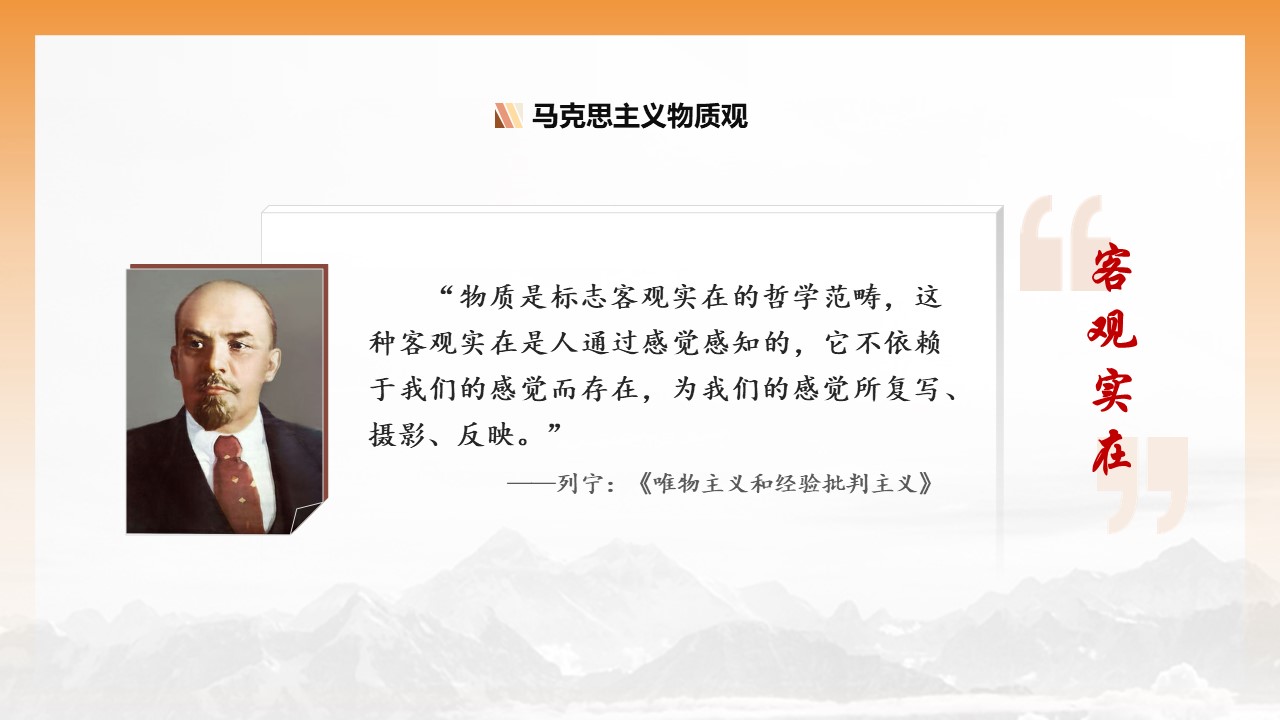 马克思主义物质观
“物质是标志客观实在的哲学范畴，这
种客观实在是人通过感觉感知的，它不依赖
于我们的感觉而存在，为我们的感觉所复写、
摄影、反映。”
——列宁：《唯物主义和经验批判主义》
客观实在